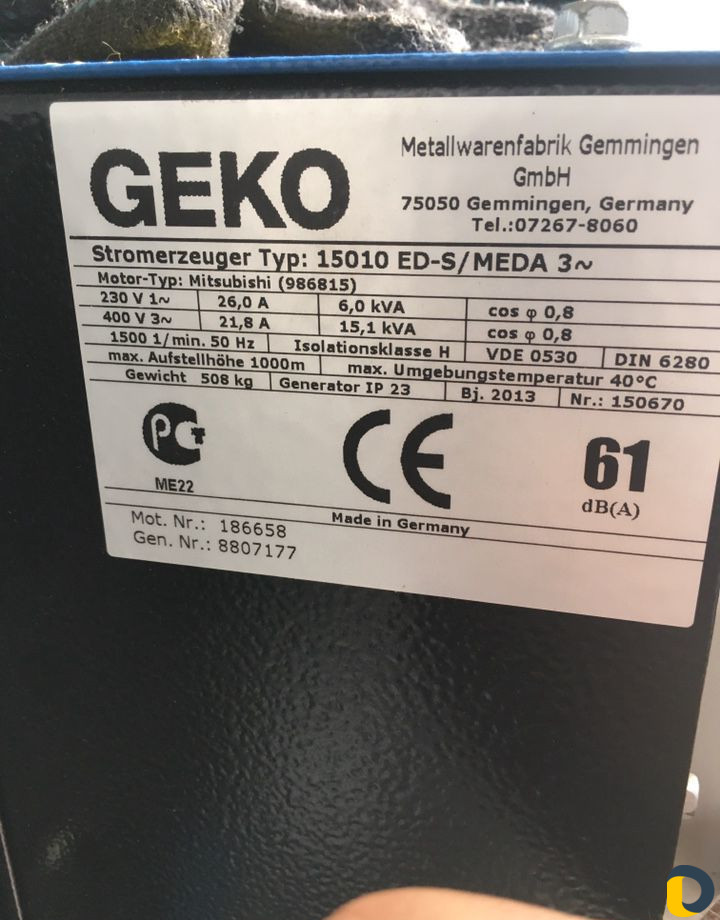 GEKO
Metallwarenfabrik Gemmingen
GmbH
75050 Gemmingen, Germany
Tel.:07267-8060
Stromerzeuger Typ: 15010 ED-S/MEDA 3~
Motor-Typ: Mitsubishi (986815)
230 V 1~ 26,0 A 6,0 kVA cos φ 0,8
400 V 3~ 21,8 A 15,1 kVA cos φ 0,8
1500 1/min. 50 Hz Isolationsklasse H VDE 0530 DIN 6280
max. Aufstellhöhe 1000m max. Umgebungstemperatur 40°C
Gewicht 508 kg Generator IP 23 Bj. 2013 Nr.: 150670
РСТ
ME22
CE
61
dB(A)
Made in Germany
Mot. Nr.: 186658
Gen. Nr.: 8807177